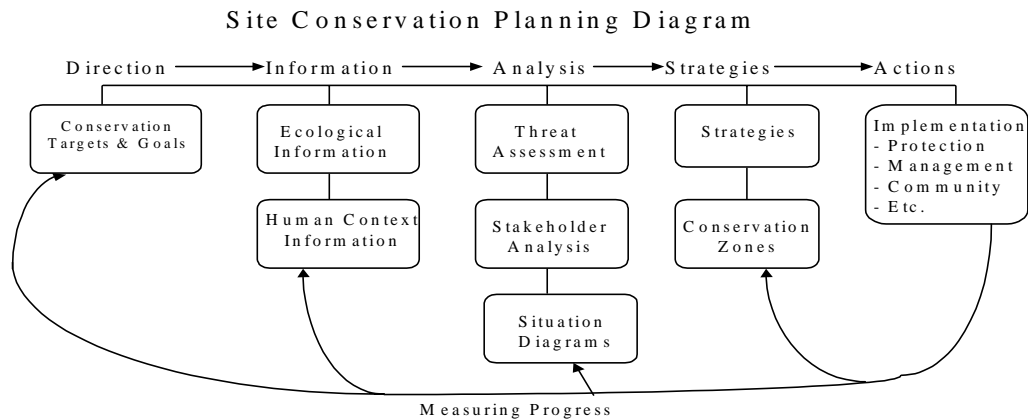 Site Conservation Planning Diagram
Direction Information Analysis Strategies Actions
Conservation
Targets & Goals
Ecological
Information
Threat
Assessment
Strategies
Implementation
- Protection
- Management
- Community
- Etc.
Human Context
Information
Stakeholder
Analysis
Conservation
Zones
Situation
Diagrams
Measuring Progress